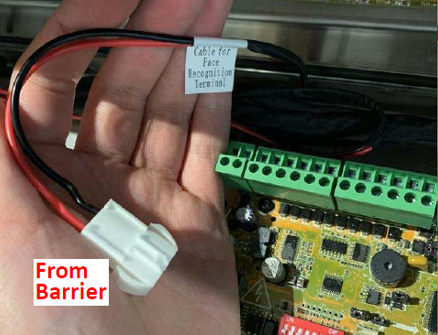 Cable for
Face
Recognition
Terminal
From
Barrier